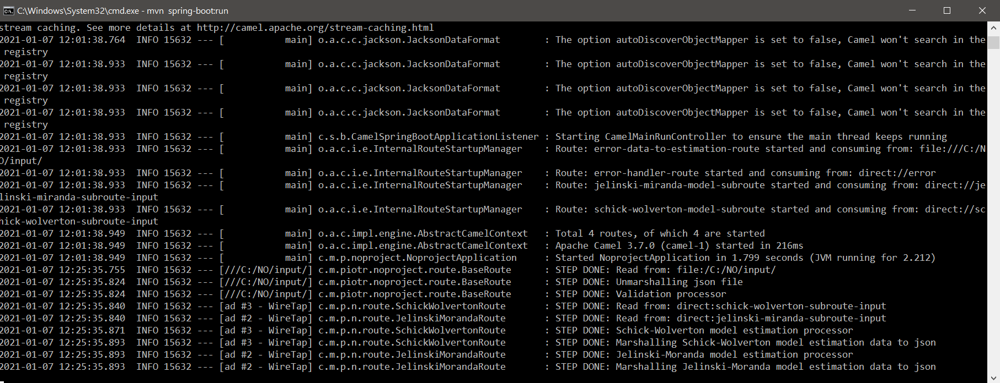 C:\Windows\System32\cmd.exe - mvn  spring-boot:run
stream caching. See more details at http://camel.apache.org/stream-caching.html
2021-01-07 12:01:38.764  INFO 15632 --- [           main] o.a.c.c.jackson.JacksonDataFormat        : The option autoDiscoverObjectMapper is set to false, Camel won't search in the
 registry
2021-01-07 12:01:38.933  INFO 15632 --- [           main] o.a.c.c.jackson.JacksonDataFormat        : The option autoDiscoverObjectMapper is set to false, Camel won't search in the
 registry
2021-01-07 12:01:38.933  INFO 15632 --- [           main] o.a.c.c.jackson.JacksonDataFormat        : The option autoDiscoverObjectMapper is set to false, Camel won't search in the
 registry
2021-01-07 12:01:38.933  INFO 15632 --- [           main] o.a.c.c.jackson.JacksonDataFormat        : The option autoDiscoverObjectMapper is set to false, Camel won't search in the
 registry
2021-01-07 12:01:38.933  INFO 15632 --- [           main] c.s.b.CamelSpringBootApplicationListener : Starting CamelMainRunController to ensure the main thread keeps running
2021-01-07 12:01:38.933  INFO 15632 --- [           main] o.a.c.i.e.InternalRouteStartupManager    : Route: error-data-to-estimation-route started and consuming from: file:///C:/N
O/input/
2021-01-07 12:01:38.933  INFO 15632 --- [           main] o.a.c.i.e.InternalRouteStartupManager    : Route: error-handler-route started and consuming from: direct://error
2021-01-07 12:01:38.933  INFO 15632 --- [           main] o.a.c.i.e.InternalRouteStartupManager    : Route: jelinski-miranda-model-subroute started and consuming from: direct://je
linski-miranda-subroute-input
2021-01-07 12:01:38.933  INFO 15632 --- [           main] o.a.c.i.e.InternalRouteStartupManager    : Route: schick-wolverton-model-subroute started and consuming from: direct://sc
hick-wolverton-subroute-input
2021-01-07 12:01:38.949  INFO 15632 --- [           main] o.a.c.impl.engine.AbstractCamelContext   : Total 4 routes, of which 4 are started
2021-01-07 12:01:38.949  INFO 15632 --- [           main] o.a.c.impl.engine.AbstractCamelContext   : Apache Camel 3.7.0 (camel-1) started in 216ms
2021-01-07 12:01:38.949  INFO 15632 --- [           main] c.m.p.noproject.NoprojectApplication     : Started NoprojectApplication in 1.799 seconds (JVM running for 2.212)
2021-01-07 12:25:35.755  INFO 15632 --- [///C:/NO/input/] c.m.piotr.noproject.route.BaseRoute      : STEP DONE: Read from: file:/C:/NO/input/
2021-01-07 12:25:35.824  INFO 15632 --- [///C:/NO/input/] c.m.piotr.noproject.route.BaseRoute      : STEP DONE: Unmarshalling json file
2021-01-07 12:25:35.824  INFO 15632 --- [///C:/NO/input/] c.m.piotr.noproject.route.BaseRoute      : STEP DONE: Validation processor
2021-01-07 12:25:35.840  INFO 15632 --- [ad #3 - WireTap] c.m.p.n.route.SchickWolvertonRoute       : STEP DONE: Read from: direct:schick-wolverton-subroute-input
2021-01-07 12:25:35.840  INFO 15632 --- [ad #2 - WireTap] c.m.p.n.route.JelinskiMorandaRoute       : STEP DONE: Read from: direct:jelinski-miranda-subroute-input
2021-01-07 12:25:35.871  INFO 15632 --- [ad #3 - WireTap] c.m.p.n.route.SchickWolvertonRoute       : STEP DONE: Schick-Wolverton model estimation processor
2021-01-07 12:25:35.893  INFO 15632 --- [ad #3 - WireTap] c.m.p.n.route.SchickWolvertonRoute       : STEP DONE: Marshalling Schick-Wolverton model estimation data to json
2021-01-07 12:25:35.893  INFO 15632 --- [ad #2 - WireTap] c.m.p.n.route.JelinskiMorandaRoute       : STEP DONE: Jelinski-Moranda model estimation processor
2021-01-07 12:25:35.893  INFO 15632 --- [ad #2 - WireTap] c.m.p.n.route.JelinskiMorandaRoute       : STEP DONE: Marshalling Jelinski-Moranda model estimation data to json